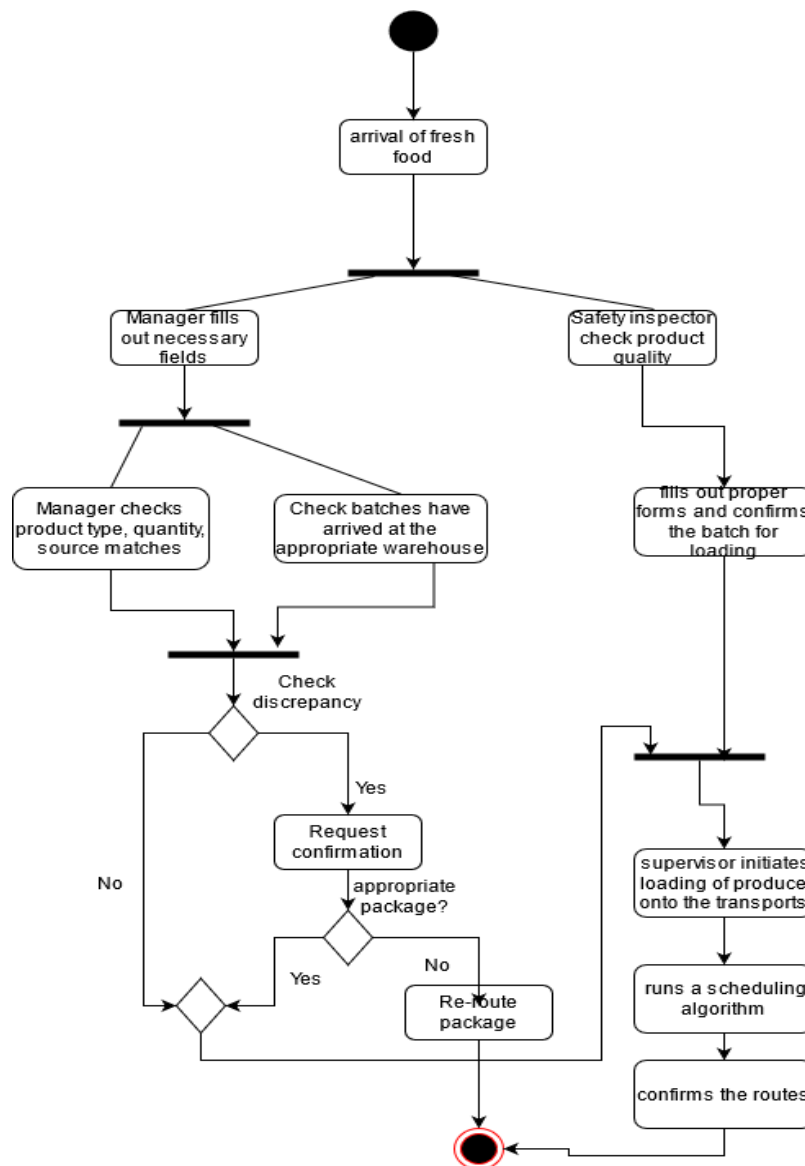 arrival of fresh
food
Manager fills
out necessary
fields
Safety inspector
check product
quality
Manager checks
product type, quantity,
source matches
Check batches have
arrived at the
appropriate warehouse
fills out proper
forms and confirms
the batch for
loading
Check
discrepancy
Yes
Request
confirmation
No
appropriate
package?
Yes
No
Re-route
package
supervisor initiates
loading of produce
onto the transports
runs a scheduling
algorithm
confirms the routes